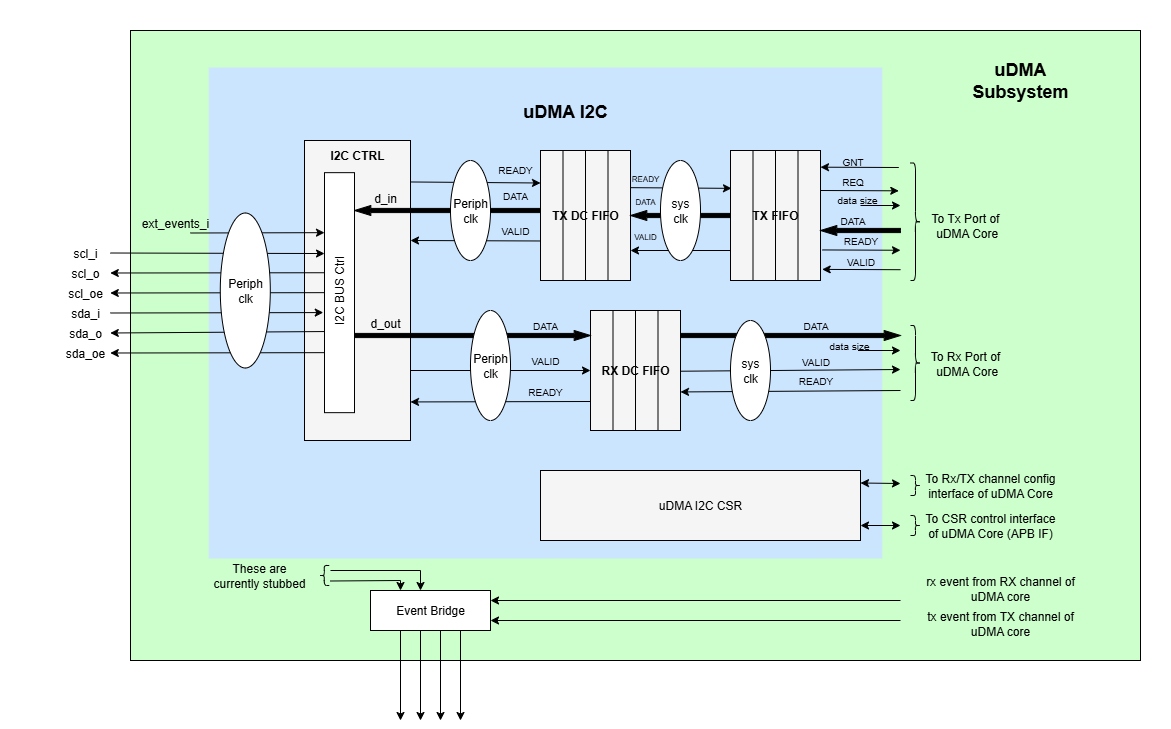 uDMA
Subsystem
uDMA I2C
I2C CTRL
I2C BUS Ctrl
d_in
d_out
ext_events_i
scl_i
scl_o
scl_oe
sda_i
sda_o
sda_oe
Periph
clk
Periph
clk
READY
DATA
VALID
TX DC FIFO
READY
DATA
VALID
sys
clk
TX FIFO
GNT
REQ
data size
DATA
READY
VALID
To Tx Port of
uDMA Core
Periph
clk
DATA
VALID
READY
RX DC FIFO
sys
clk
DATA
data size
VALID
READY
To Rx Port of
uDMA Core
uDMA I2C CSR
To Rx/TX channel config
interface of uDMA Core
To CSR control interface
of uDMA Core (APB IF)
These are
currently stubbed
Event Bridge
rx event from RX channel of
uDMA core
tx event from TX channel of
uDMA core